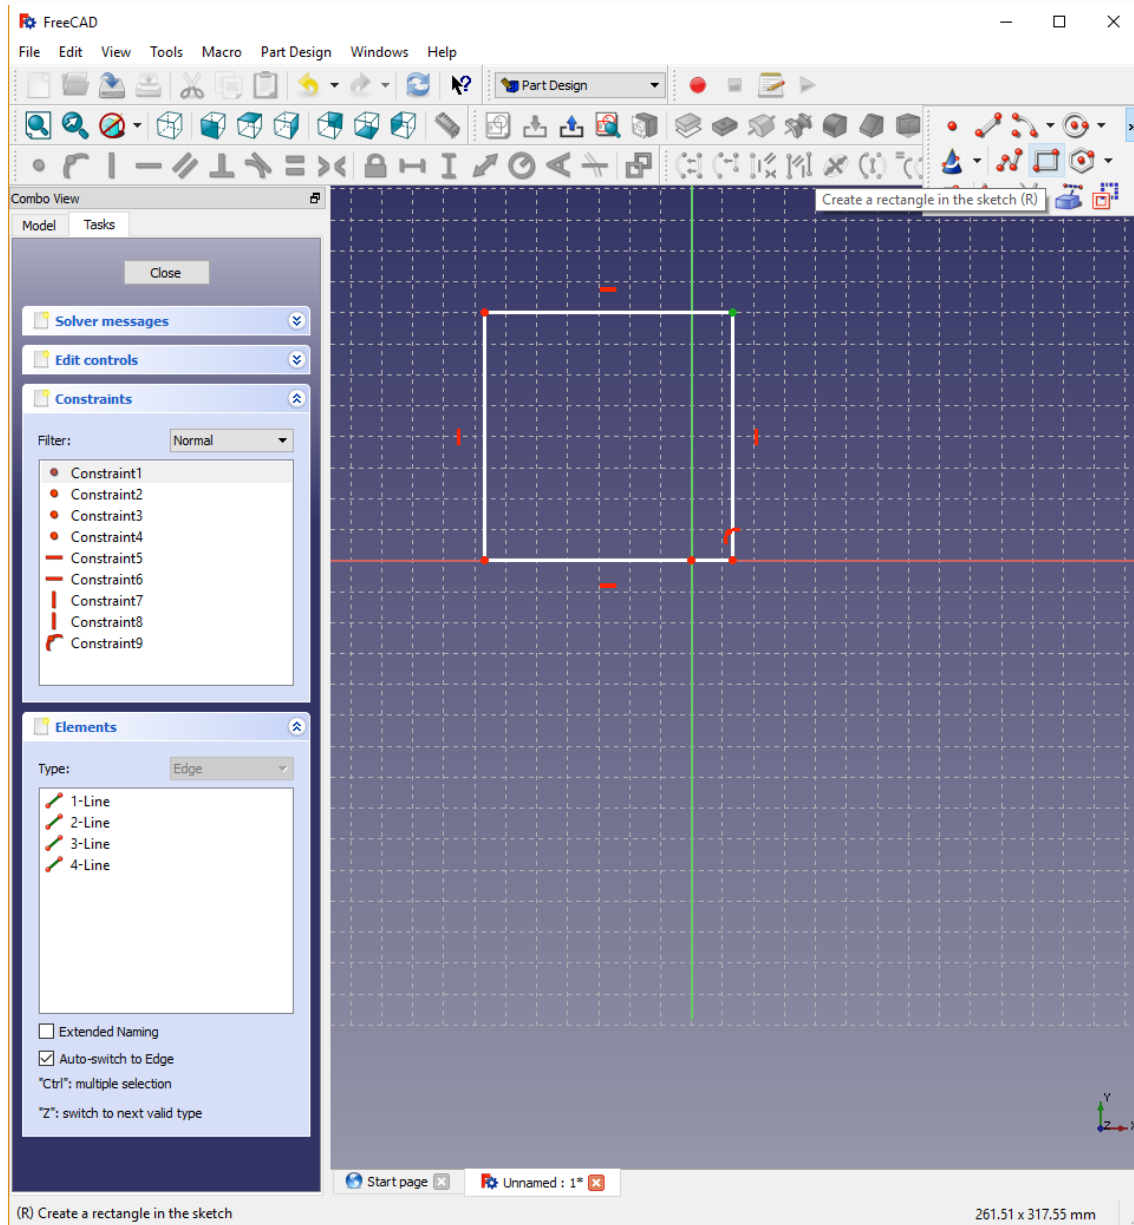 FreeCAD
File Edit View Tools Macro Part Design Windows Help
Part Design
Create a rectangle in the sketch (R)
Combo View
Model Tasks
Close
Solver messages
Edit controls
Constraints
Filter: Normal
Constraint1
Constraint2
Constraint3
Constraint4
Constraint5
Constraint6
Constraint7
Constraint8
Constraint9
Elements
Type: Edge
1-Line
2-Line
3-Line
4-Line
Extended Naming
Auto-switch to Edge
"Ctrl": multiple selection
"Z": switch to next valid type
Y
Z X
Start page Unnamed : 1*
(R) Create a rectangle in the sketch 261.51 x 317.55 mm